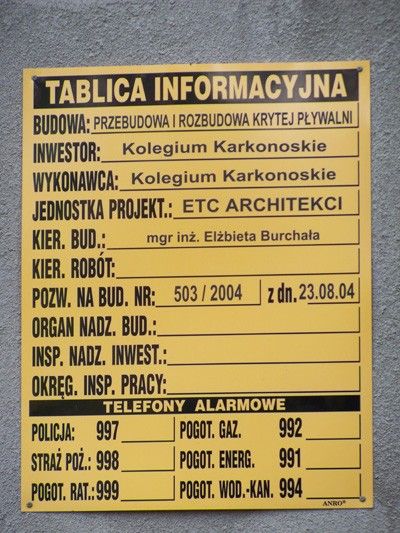 TABLICA INFORMACYJNA
BUDOWA: PRZEBUDOWA I ROZBUDOWA KRYTEJ PŁYWALNI
INWESTOR: Kolegium Karkonoskie
WYKONAWCA: Kolegium Karkonoskie
JEDNOSTKA PROJEKT.: ETC ARCHITEKCI
KIER. BUD.: mgr inż. Elżbieta Burchała
KIER. ROBÓT:
POZW. NA BUD. NR: 503 / 2004 z dn. 23.08.04
ORGAN NADZ. BUD.:
INSP. NADZ. INWEST.:
OKRĘG. INSP. PRACY:
TELEFONY ALARMOWE
POLICJA: 997 POGOT. GAZ. 992
STRAŻ POŻ.: 998 POGOT. ENERG. 991
POGOT. RAT.: 999 POGOT. WOD.-KAN. 994
ANRO®